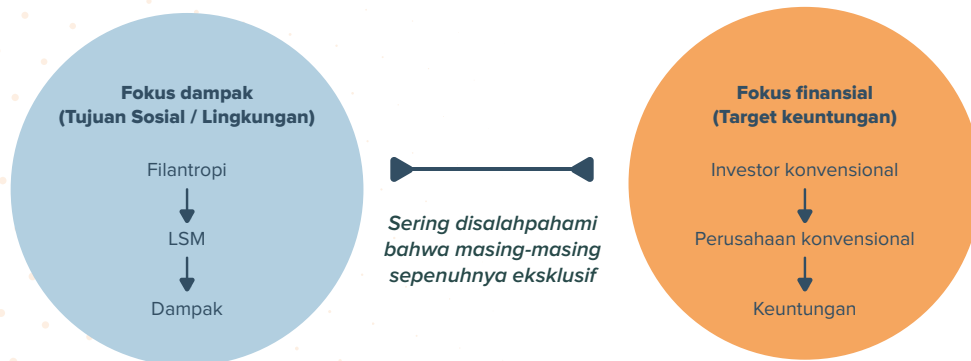 Fokus dampak
(Tujuan Sosial / Lingkungan)
Filantropi
LSM
Dampak
Sering disalahpahami
bahwa masing-masing
sepenuhnya eksklusif
Fokus finansial
(Target keuntungan)
Investor konvensional
Perusahaan konvensional
Keuntungan